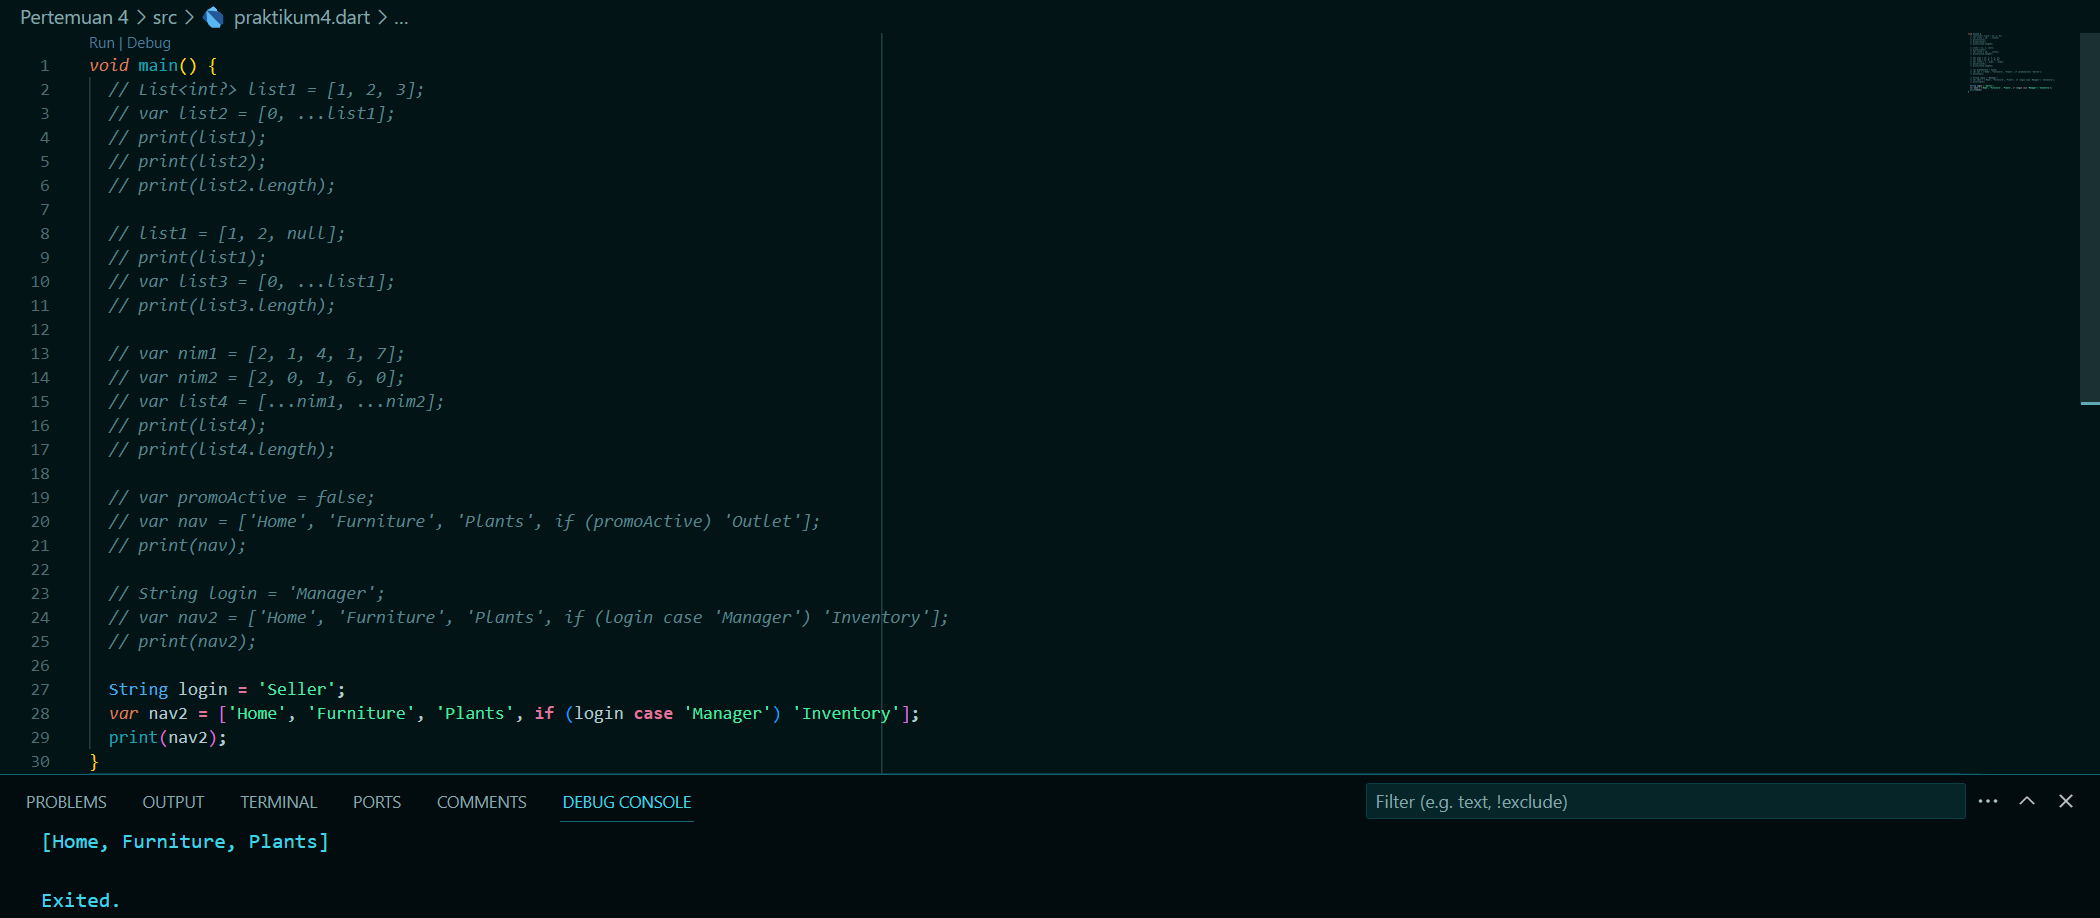 Pertemuan 4 > src > praktikum4.dart > ...
Run | Debug
1 void main() {
2 // List<int?> list1 = [1, 2, 3];
3 // var list2 = [0, ...list1];
4 // print(list1);
5 // print(list2);
6 // print(list2.length);
7
8 // list1 = [1, 2, null];
9 // print(list1);
10 // var list3 = [0, ...list1];
11 // print(list3.length);
12
13 // var nim1 = [2, 1, 4, 1, 7];
14 // var nim2 = [2, 0, 1, 6, 0];
15 // var list4 = [...nim1, ...nim2];
16 // print(list4);
17 // print(list4.length);
18
19 // var promoActive = false;
20 // var nav = ['Home', 'Furniture', 'Plants', if (promoActive) 'Outlet'];
21 // print(nav);
22
23 // String login = 'Manager';
24 // var nav2 = ['Home', 'Furniture', 'Plants', if (login case 'Manager') 'Inventory'];
25 // print(nav2);
26
27 String login = 'Seller';
28 var nav2 = ['Home', 'Furniture', 'Plants', if (login case 'Manager') 'Inventory'];
29 print(nav2);
30 }
PROBLEMS OUTPUT TERMINAL PORTS COMMENTS DEBUG CONSOLE Filter (e.g. text, !exclude)
[Home, Furniture, Plants]
Exited.